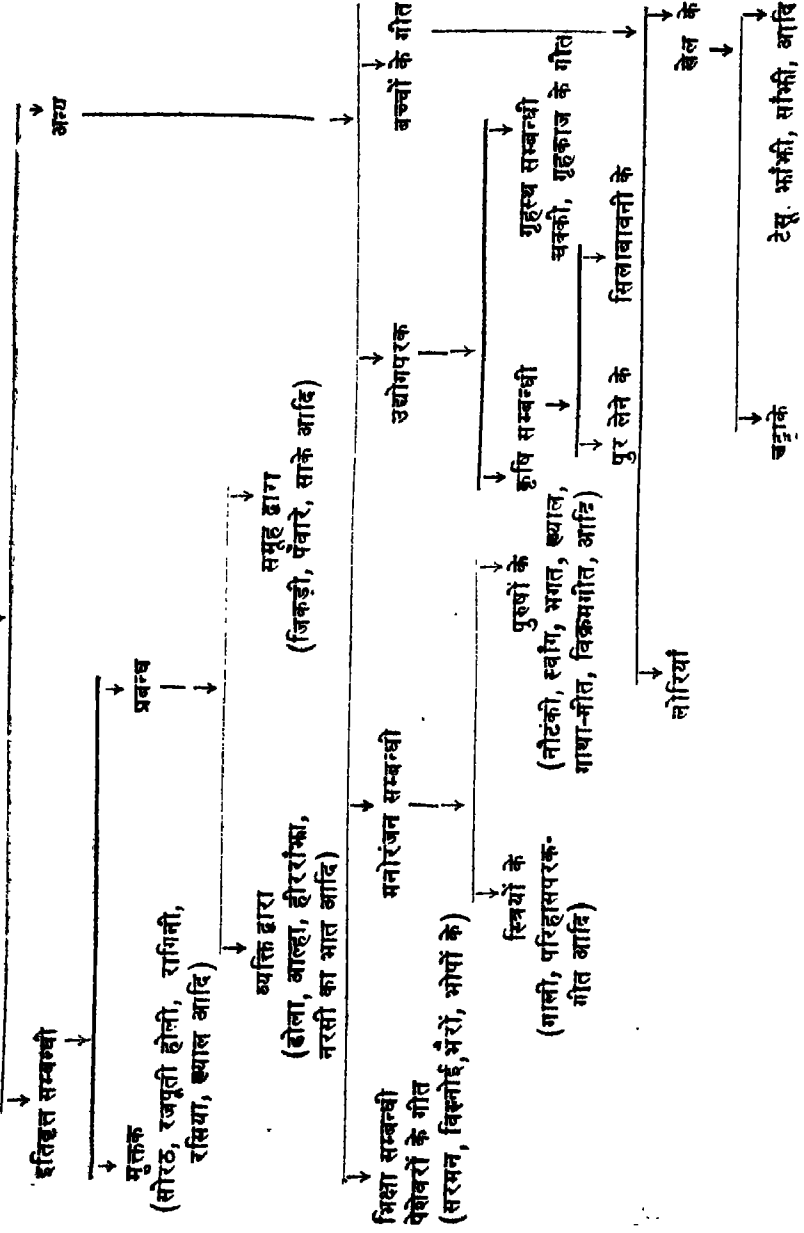 इतिवृत्त सम्बन्धी
अन्य
मुक्तक
(सोरठ, रजपूती होली, रागिनी,
रसिया, ख्याल आदि)
प्रबन्ध
व्यक्ति द्वारा
(ढोला, आल्हा, हीररांझा,
नरसी का भात आदि)
समूह द्वारा
(जिकड़ी, पंवारे, साके आदि)
भिक्षा सम्बन्धी
पेशेवरों के गीत
(सरमन, विश्नोई, भैरों, भोपों के)
मनोरंजन सम्बन्धी
उद्योगपरक
बच्चों के गीत
स्त्रियों के
(गाली, परिहासपरक-
गीत आदि)
पुरुषों के
(नौटंकी, स्वाँग, भगत, ख्याल,
गाथा-गीत, विक्रमगीत, आदि)
कृषि सम्बन्धी
गृहस्थ सम्बन्धी
चक्की, गृहकाज के गीत
पुर लेने के
सिलाबावनी के
लोरियाँ
खेल के
टेसू, झाँझी, साँझी, आदि